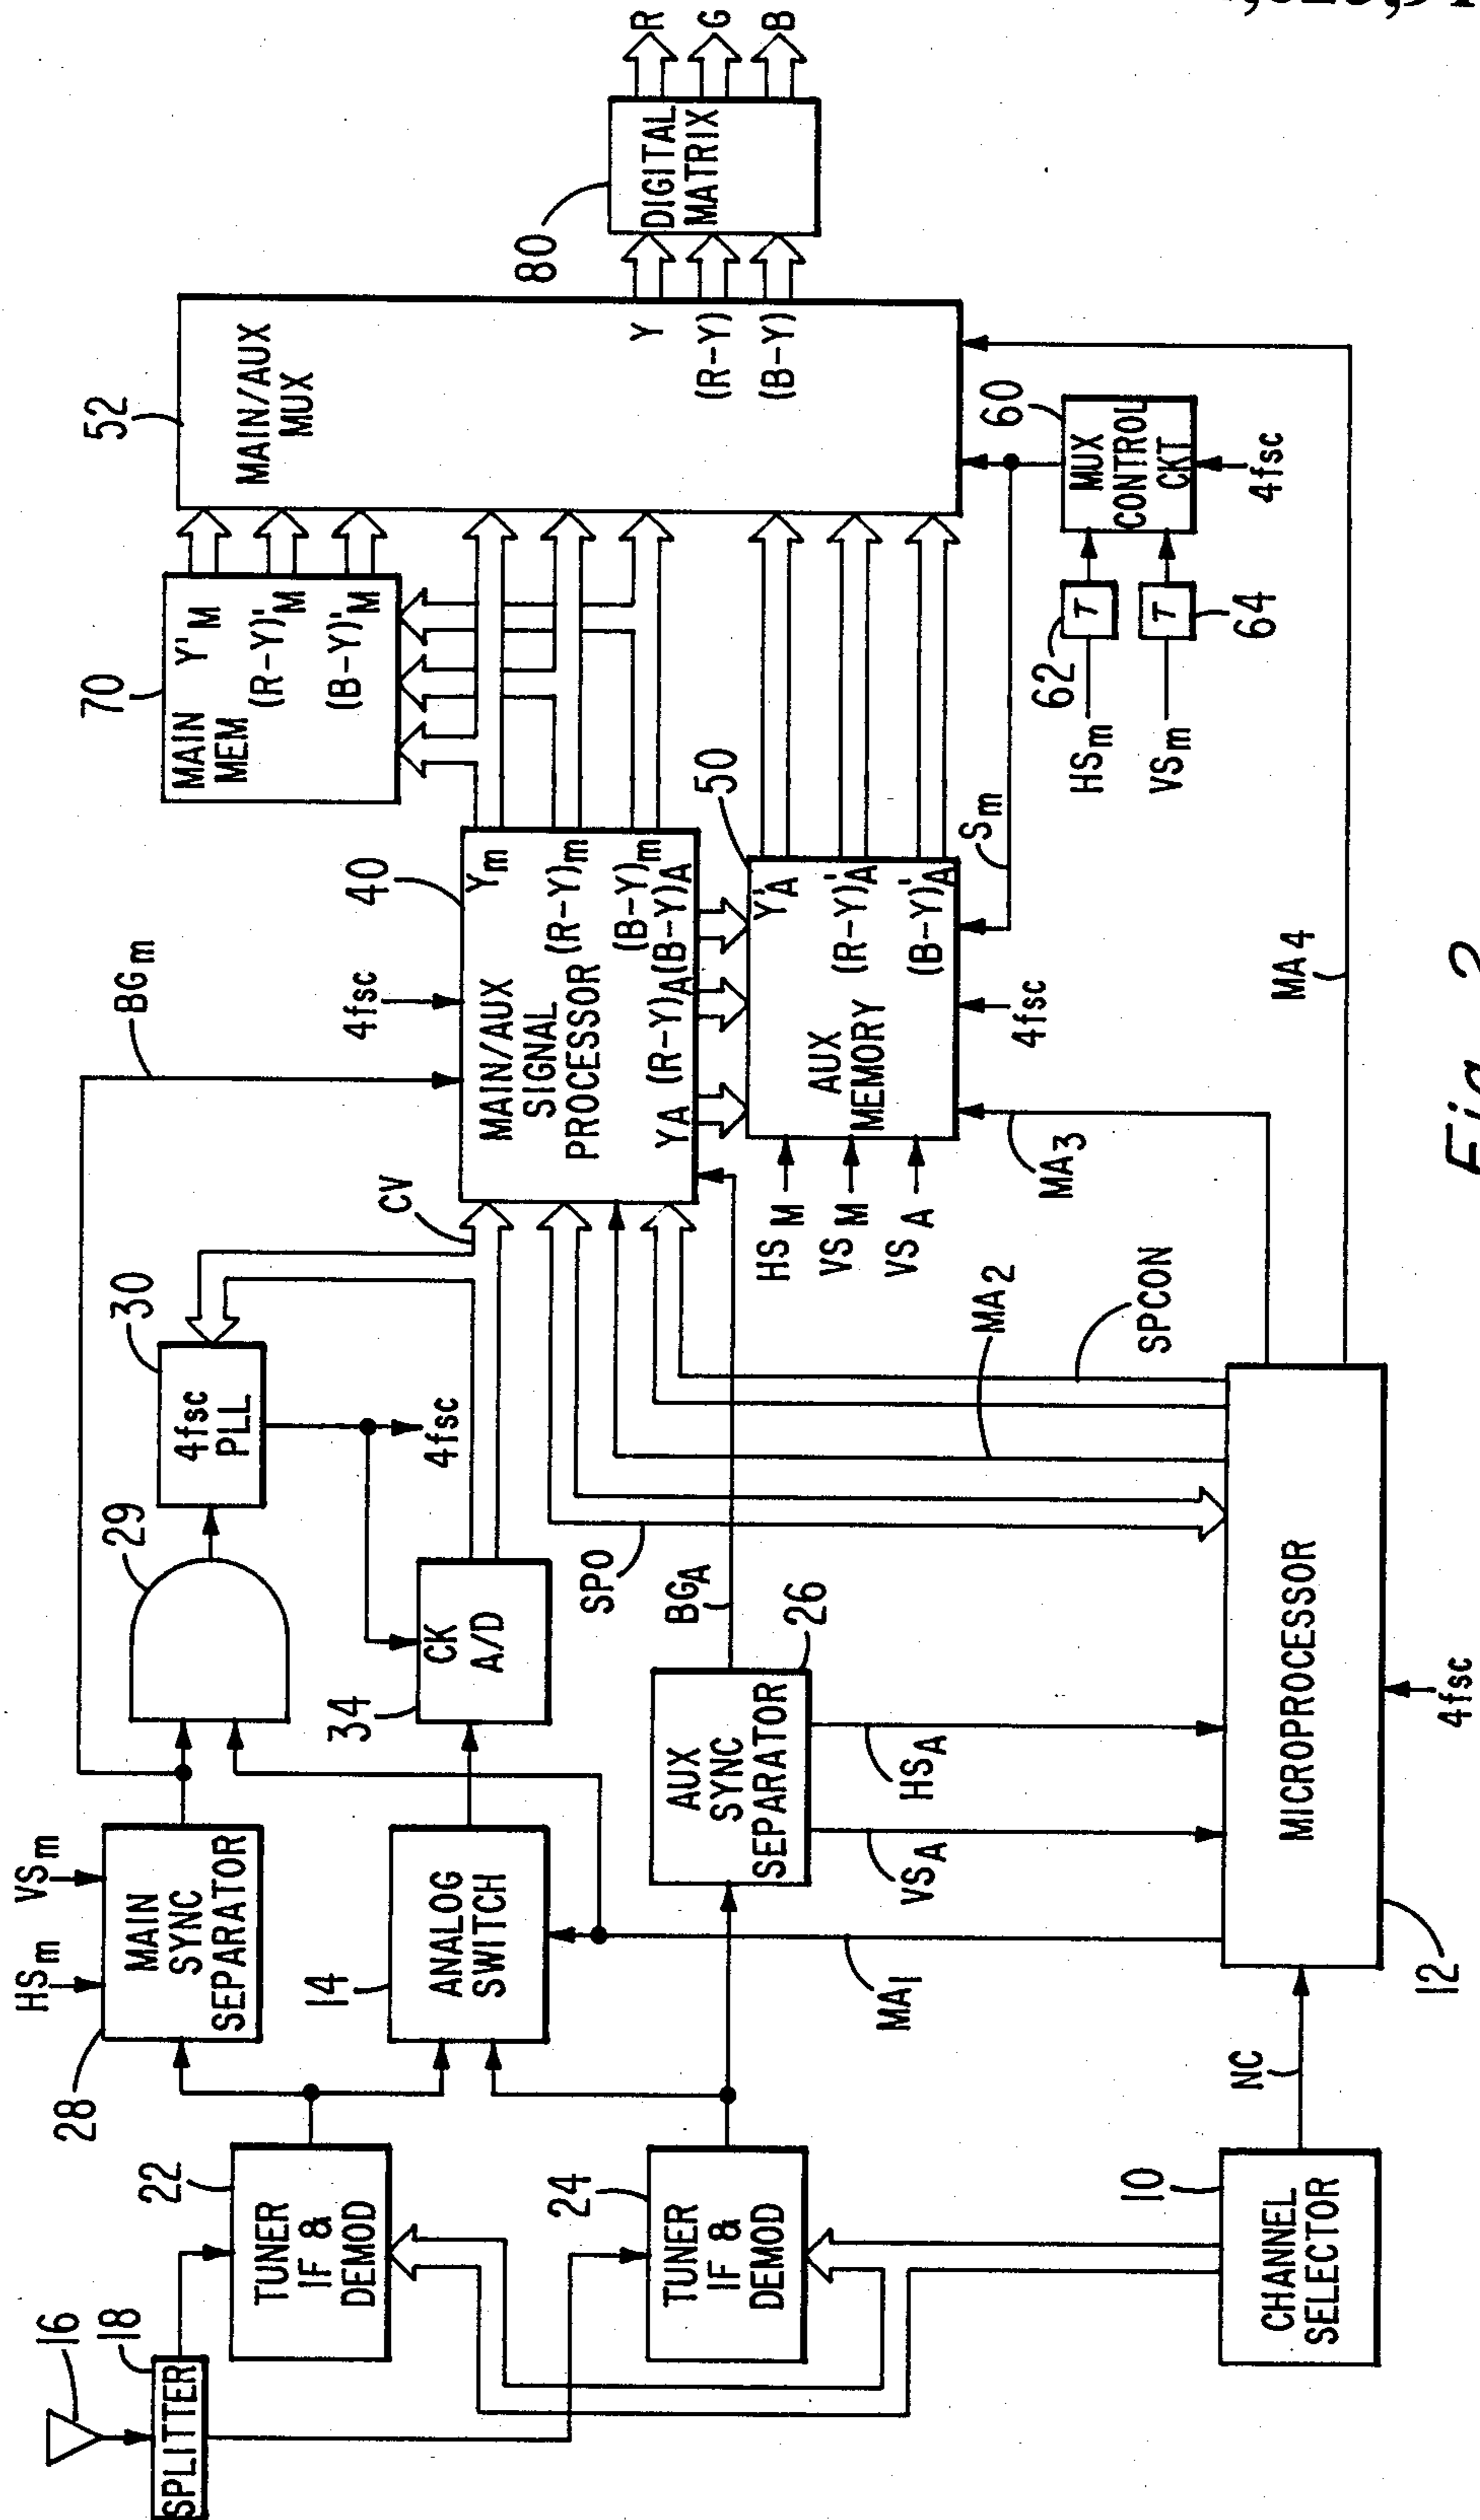 16
18
SPLITTER
22
TUNER
IF &
DEMOD
24
TUNER
IF &
DEMOD
10
CHANNEL
SELECTOR
NC
12
MICROPROCESSOR
4fsc
28
HSm
VSm
MAIN
SYNC
SEPARATOR
14
ANALOG
SWITCH
MA1
AUX
SYNC
SEPARATOR
26
VSA
HSA
BGA
29
34
CK
A/D
30
4fsc
PLL
4fsc
SPO
MA2
SPCON
CV
BGm
4fsc
40
MAIN/AUX
SIGNAL
PROCESSOR
Ym
(R-Y)m
(B-Y)m
YA
(R-Y)A
(B-Y)A
HSM
VSM
VSA
50
AUX
MEMORY
Y'A
(R-Y)'A
(B-Y)'A
4fsc
MA3
Sm
MA4
70
MAIN
MEM
Y'M
(R-Y)'M
(B-Y)'M
52
MAIN/AUX
MUX
Y
(R-Y)
(B-Y)
60
MUX
CONTROL
CKT
4fsc
62
T
64
T
HSm
VSm
80
DIGITAL
MATRIX
R
G
B
Fig. 2